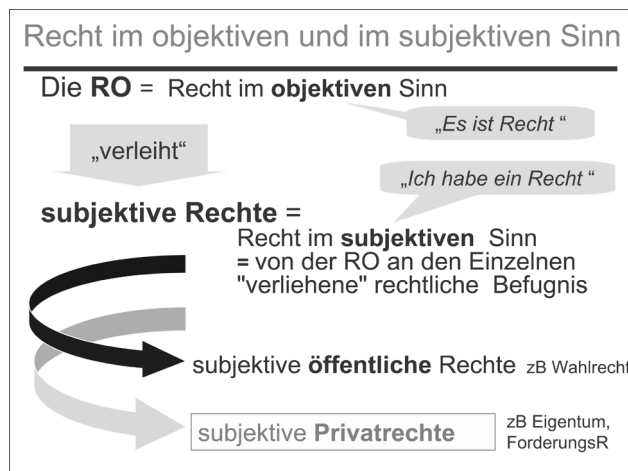 Recht im objektiven und im subjektiven Sinn
Die RO = Recht im objektiven Sinn
„Es ist Recht “
„verleiht“
„Ich habe ein Recht “
subjektive Rechte =
Recht im subjektiven Sinn
= von der RO an den Einzelnen
"verliehene" rechtliche Befugnis
subjektive öffentliche Rechte zB Wahlrecht
subjektive Privatrechte
zB Eigentum,
ForderungsR